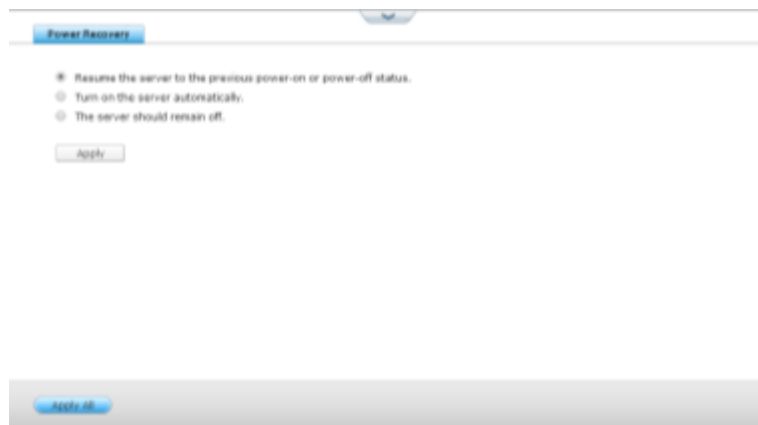 Power Recovery
Resume the server to the previous power-on or power-off status.
Turn on the server automatically.
The server should remain off.
Apply
Apply All